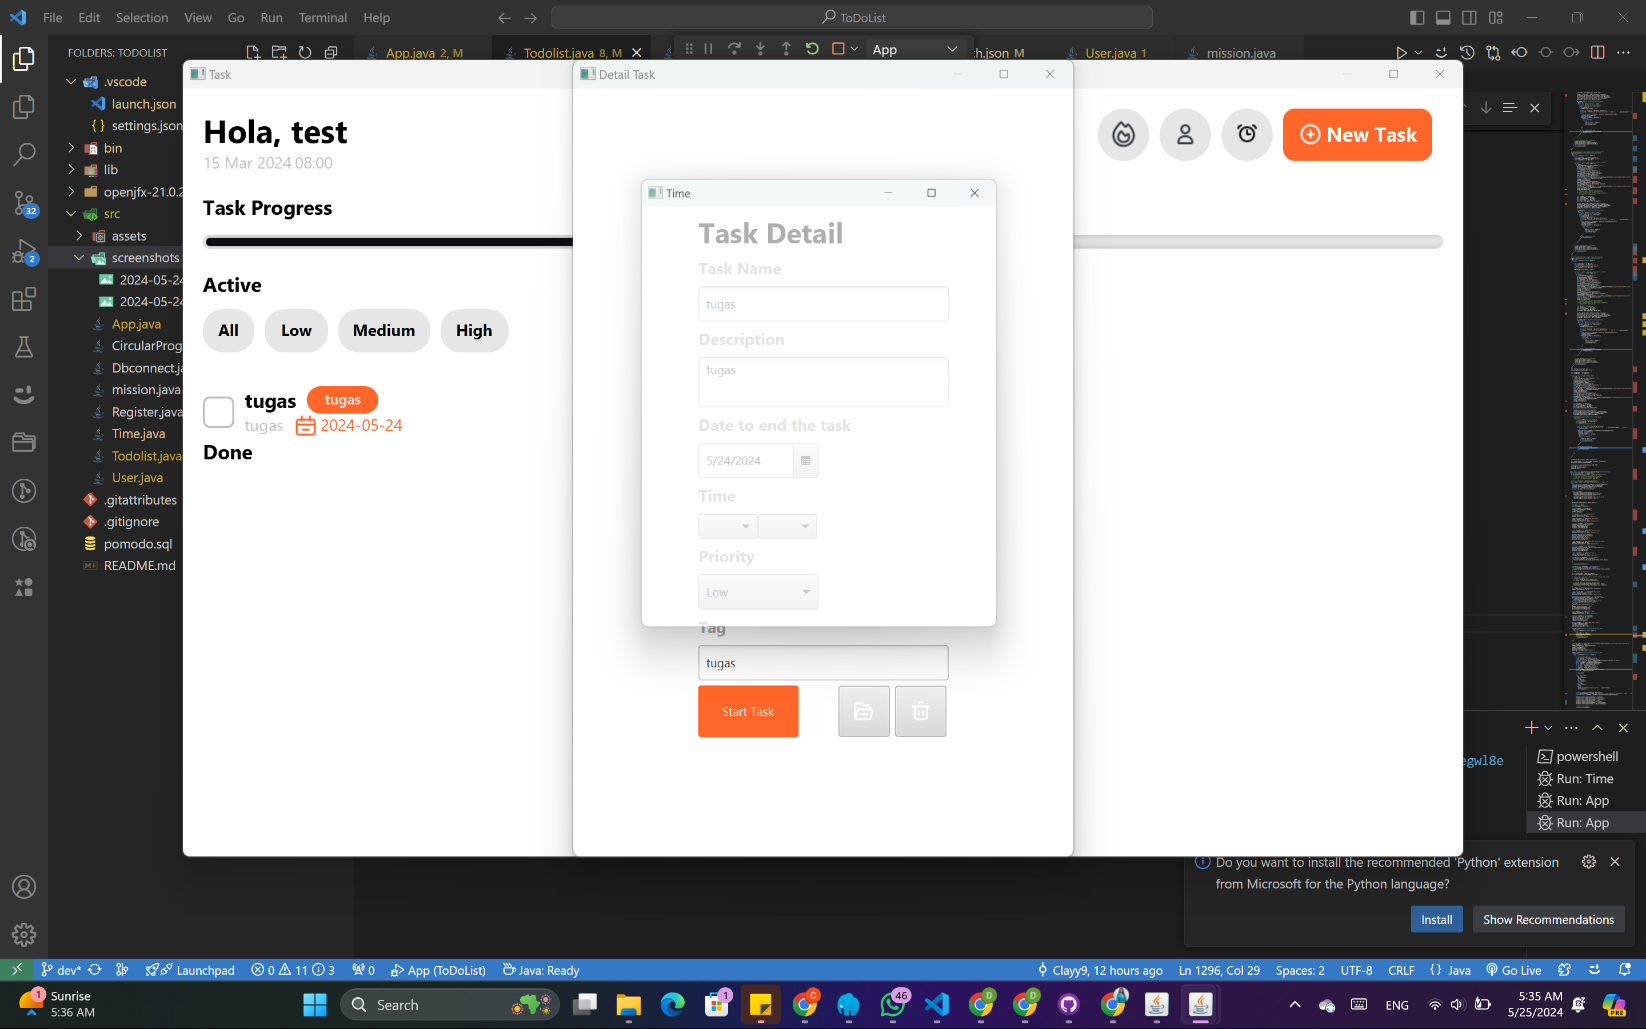 File Edit Selection View Go Run Terminal Help
ToDoList
FOLDERS: TODOLIST
App.java 2, M
Todolist.java 8, M
App
h.json M
User.java 1
mission.java
.vscode
launch.json
settings.json
bin
lib
openjfx-21.0.2
src
assets
screenshots
2024-05-24
2024-05-24
App.java
CircularProg
Dbconnect.ja
mission.java
Register.java
Time.java
Todolist.java
User.java
.gitattributes
.gitignore
pomodo.sql
README.md
32
2
Task
Hola, test
15 Mar 2024 08:00
New Task
Task Progress
Active
All Low Medium High
tugas tugas
tugas 2024-05-24
Done
Detail Task
Time
Task Detail
Task Name
tugas
Description
tugas
Date to end the task
5/24/2024
Time
Priority
Low
Tag
tugas
Start Task
egwl8e
powershell
Run: Time
Run: App
Run: App
Do you want to install the recommended 'Python' extension
from Microsoft for the Python language?
Install Show Recommendations
dev* Launchpad 0 11 3 0 App (ToDoList) Java: Ready
Clayy9, 12 hours ago Ln 1296, Col 29 Spaces: 2 UTF-8 CRLF {} Java Go Live
1
Sunrise
5:36 AM
Search
1
C
46
D
D
ENG
5:35 AM
5/25/2024
PRE